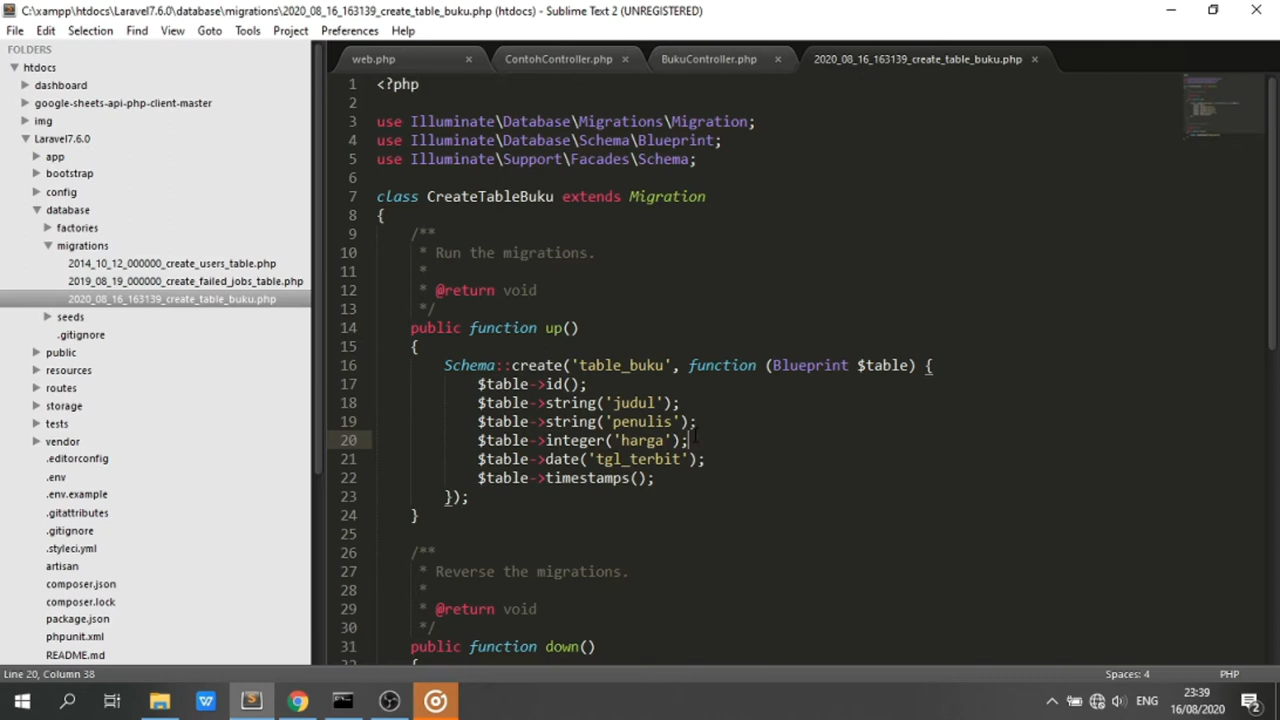 C:\xampp\htdocs\Laravel7.6.0\database\migrations\2020_08_16_163139_create_table_buku.php (htdocs) - Sublime Text 2 (UNREGISTERED)
File Edit Selection Find View Goto Tools Project Preferences Help
FOLDERS
htdocs
dashboard
google-sheets-api-php-client-master
img
Laravel7.6.0
app
bootstrap
config
database
factories
migrations
2014_10_12_000000_create_users_table.php
2019_08_19_000000_create_failed_jobs_table.php
2020_08_16_163139_create_table_buku.php
seeds
.gitignore
public
resources
routes
storage
tests
vendor
.editorconfig
.env
.env.example
.gitattributes
.gitignore
.styleci.yml
artisan
composer.json
composer.lock
package.json
phpunit.xml
README.md
web.php × ContohController.php × BukuController.php × 2020_08_16_163139_create_table_buku.php ×
1 <?php
2
3 use Illuminate\Database\Migrations\Migration;
4 use Illuminate\Database\Schema\Blueprint;
5 use Illuminate\Support\Facades\Schema;
6
7 class CreateTableBuku extends Migration
8 {
9 /**
10 * Run the migrations.
11 *
12 * @return void
13 */
14 public function up()
15 {
16 Schema::create('table_buku', function (Blueprint $table) {
17 $table->id();
18 $table->string('judul');
19 $table->string('penulis');
20 $table->integer('harga');
21 $table->date('tgl_terbit');
22 $table->timestamps();
23 });
24 }
25
26 /**
27 * Reverse the migrations.
28 *
29 * @return void
30 */
31 public function down()
32 {
Line 20, Column 38 Spaces: 4 PHP
ENG 23:39
16/08/2020 2